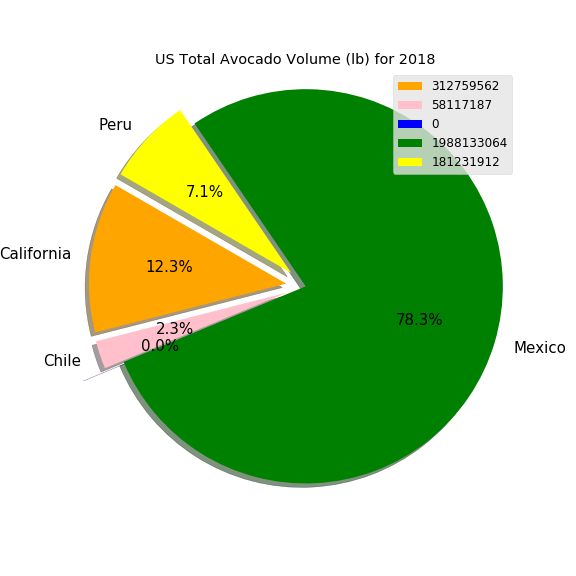 US Total Avocado Volume (lb) for 2018
312759562
58117187
0
1988133064
181231912
Peru
7.1%
California
12.3%
2.3%
0.0%
78.3%
Mexico
Chile